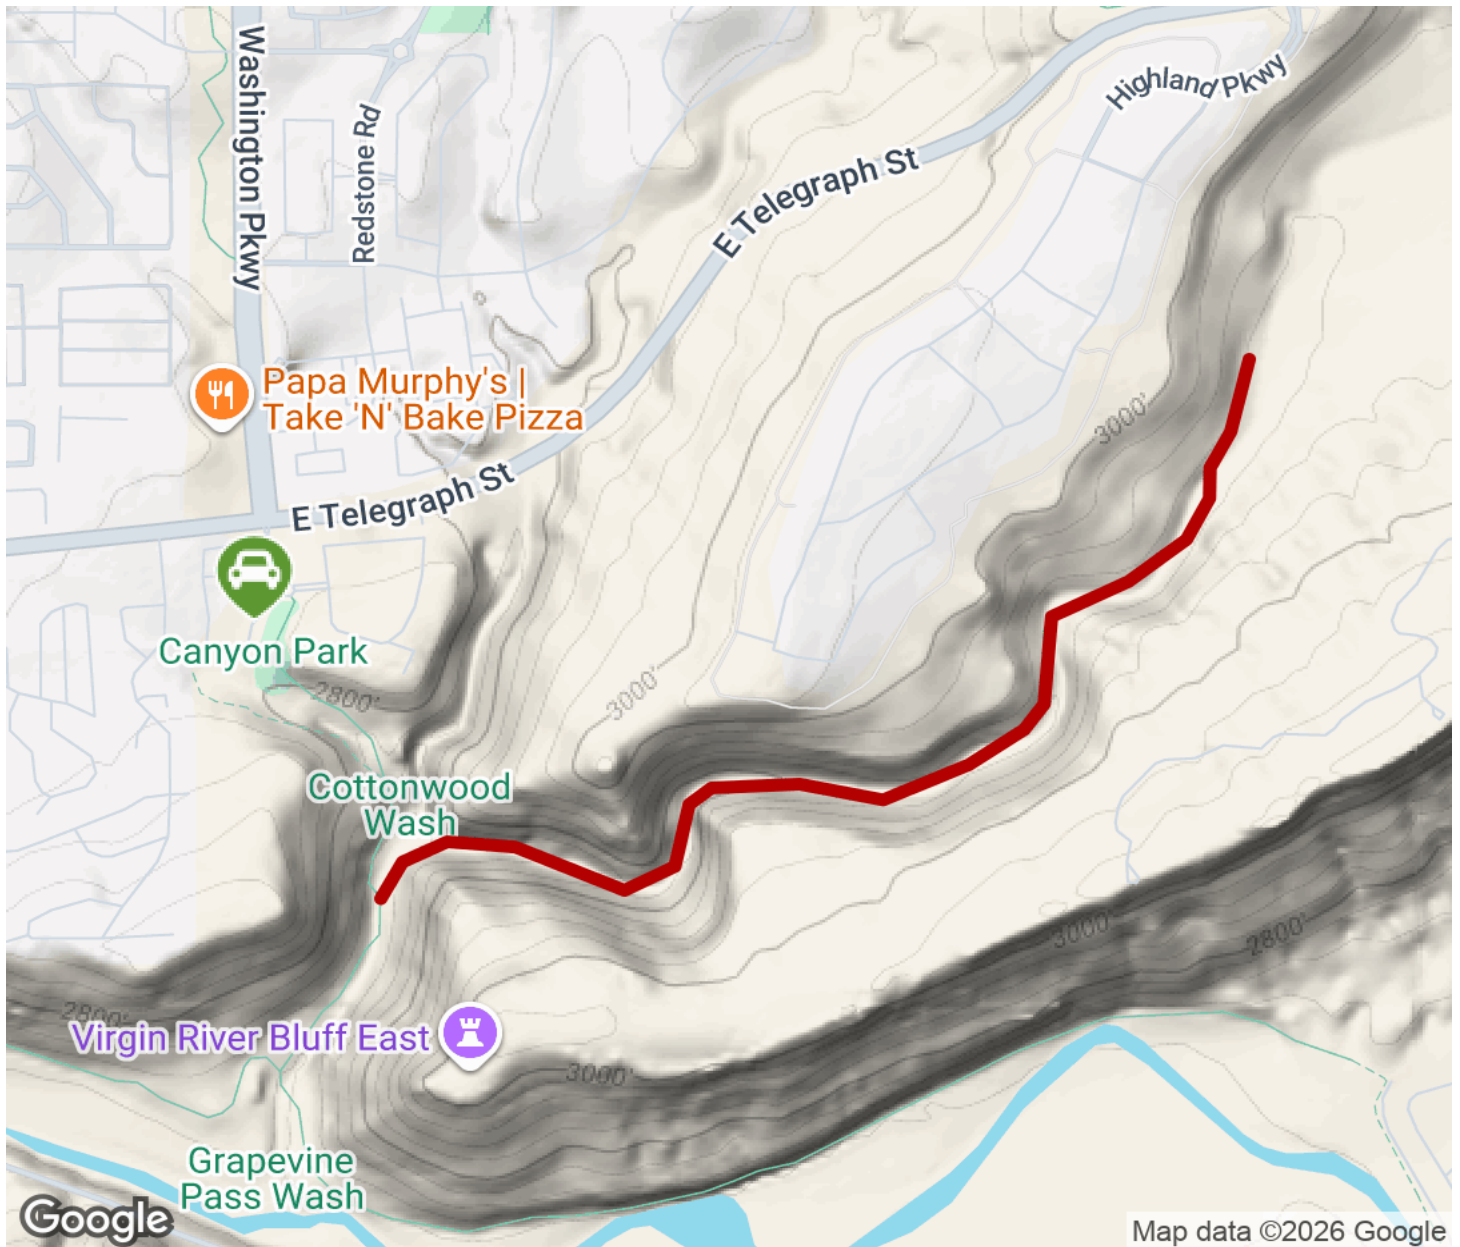 Washington Pkwy
Redstone Rd
Highland Pkwy
E Telegraph St
Papa Murphy's |
Take 'N' Bake Pizza
3000'
E Telegraph St
Canyon Park
2800'
3000'
Cottonwood
Wash
3000'
2800'
2800'
Virgin River Bluff East
3000'
Grapevine
Pass Wash
Google
Map data ©2026 Google